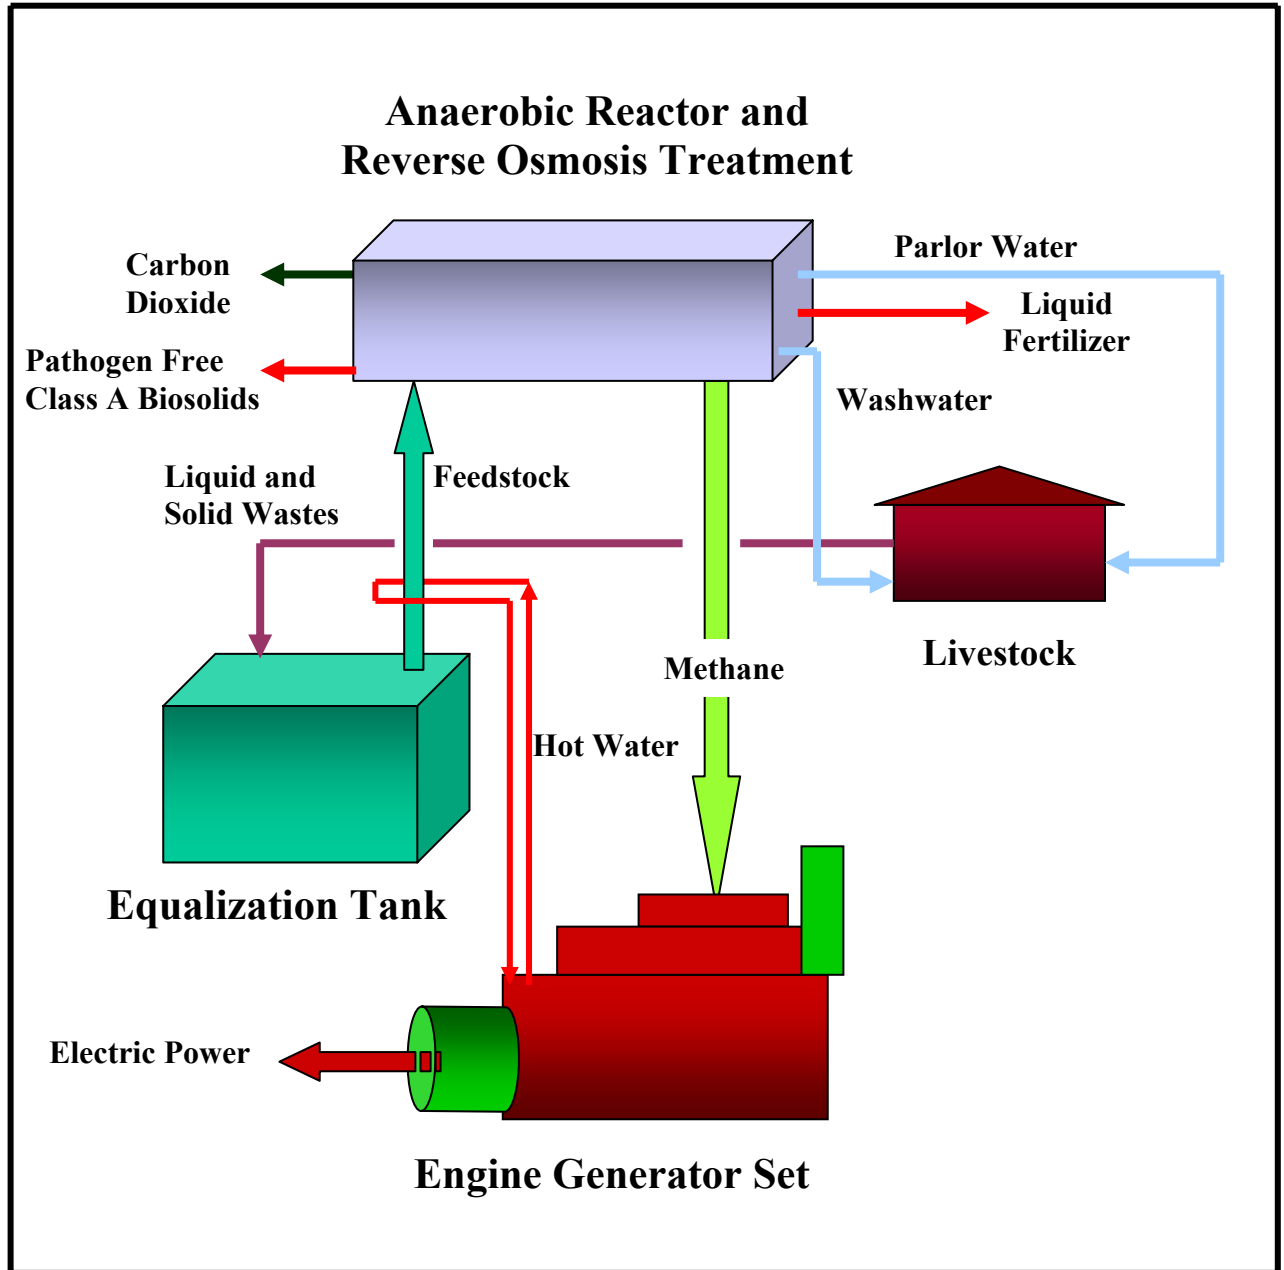 Anaerobic Reactor and
Reverse Osmosis Treatment
Parlor Water
Carbon
Dioxide
Liquid
Fertilizer
Pathogen Free
Class A Biosolids
Washwater
Liquid and
Solid Wastes
Feedstock
Livestock
Methane
Hot Water
Equalization Tank
Electric Power
Engine Generator Set